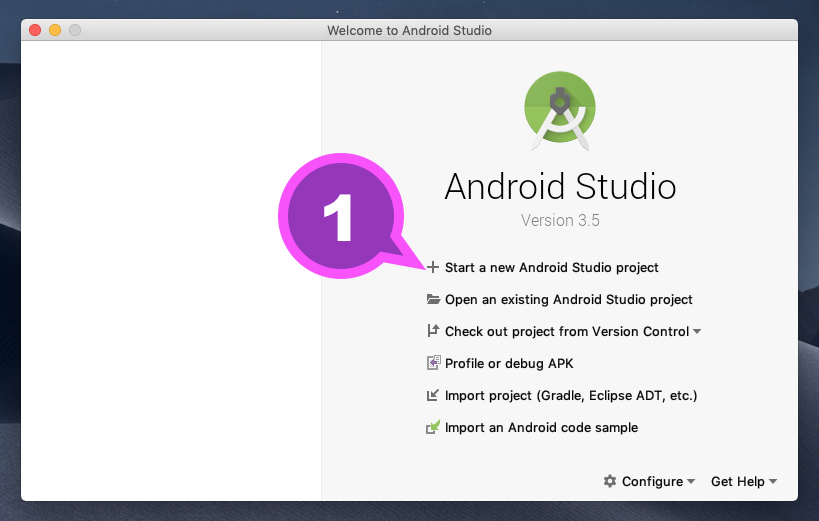 Welcome to Android Studio
Android Studio
Version 3.5
1
Start a new Android Studio project
Open an existing Android Studio project
Check out project from Version Control
Profile or debug APK
Import project (Gradle, Eclipse ADT, etc.)
Import an Android code sample
Configure Get Help